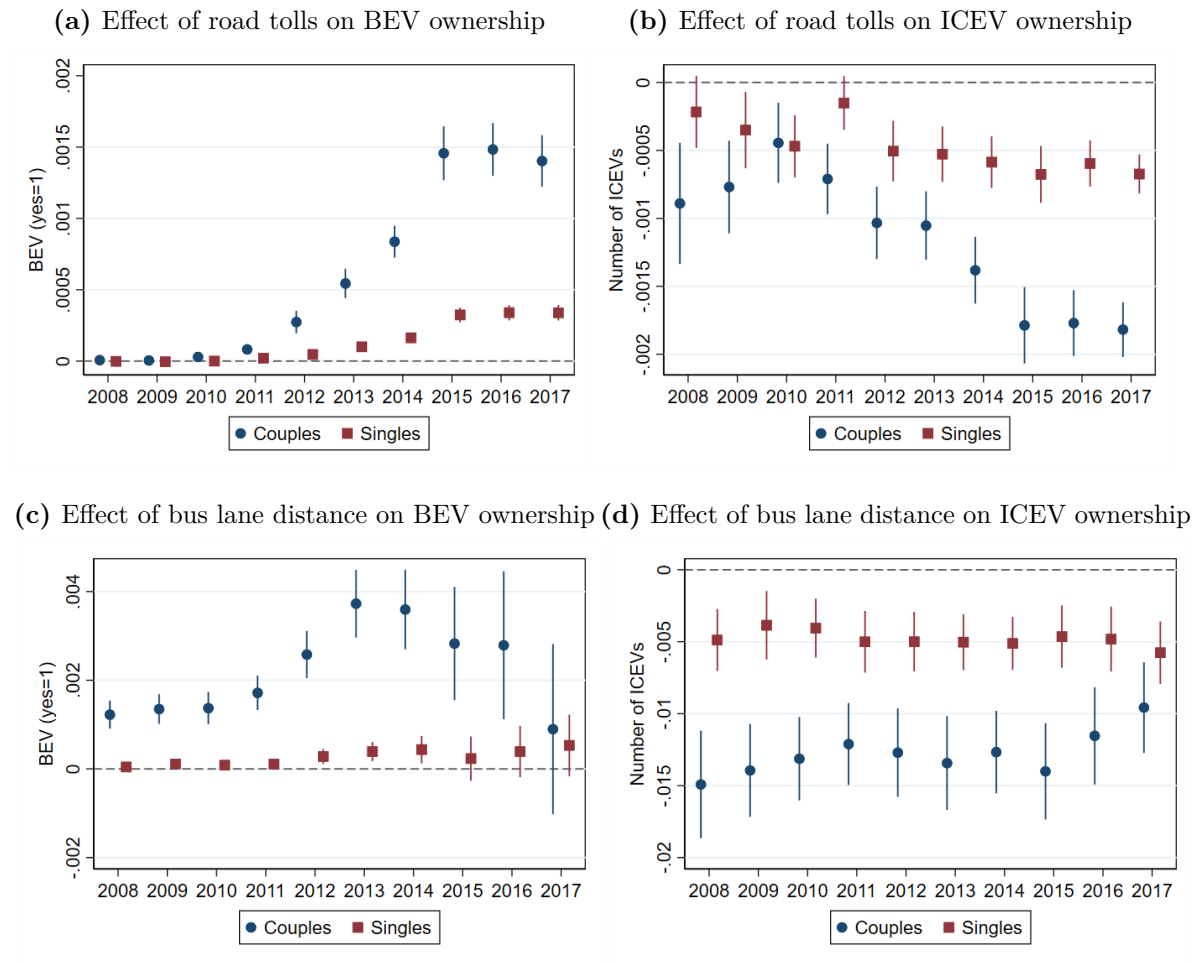 (a) Effect of road tolls on BEV ownership
BEV (yes=1)
.002
.0015
.001
.0005
0
2008 2009 2010 2011 2012 2013 2014 2015 2016 2017
Couples Singles
(b) Effect of road tolls on ICEV ownership
Number of ICEVs
0
-.0005
-.001
-.0015
-.002
2008 2009 2010 2011 2012 2013 2014 2015 2016 2017
Couples Singles
(c) Effect of bus lane distance on BEV ownership
BEV (yes=1)
.004
.002
0
-.002
2008 2009 2010 2011 2012 2013 2014 2015 2016 2017
Couples Singles
(d) Effect of bus lane distance on ICEV ownership
Number of ICEVs
0
-.005
-.01
-.015
-.02
2008 2009 2010 2011 2012 2013 2014 2015 2016 2017
Couples Singles